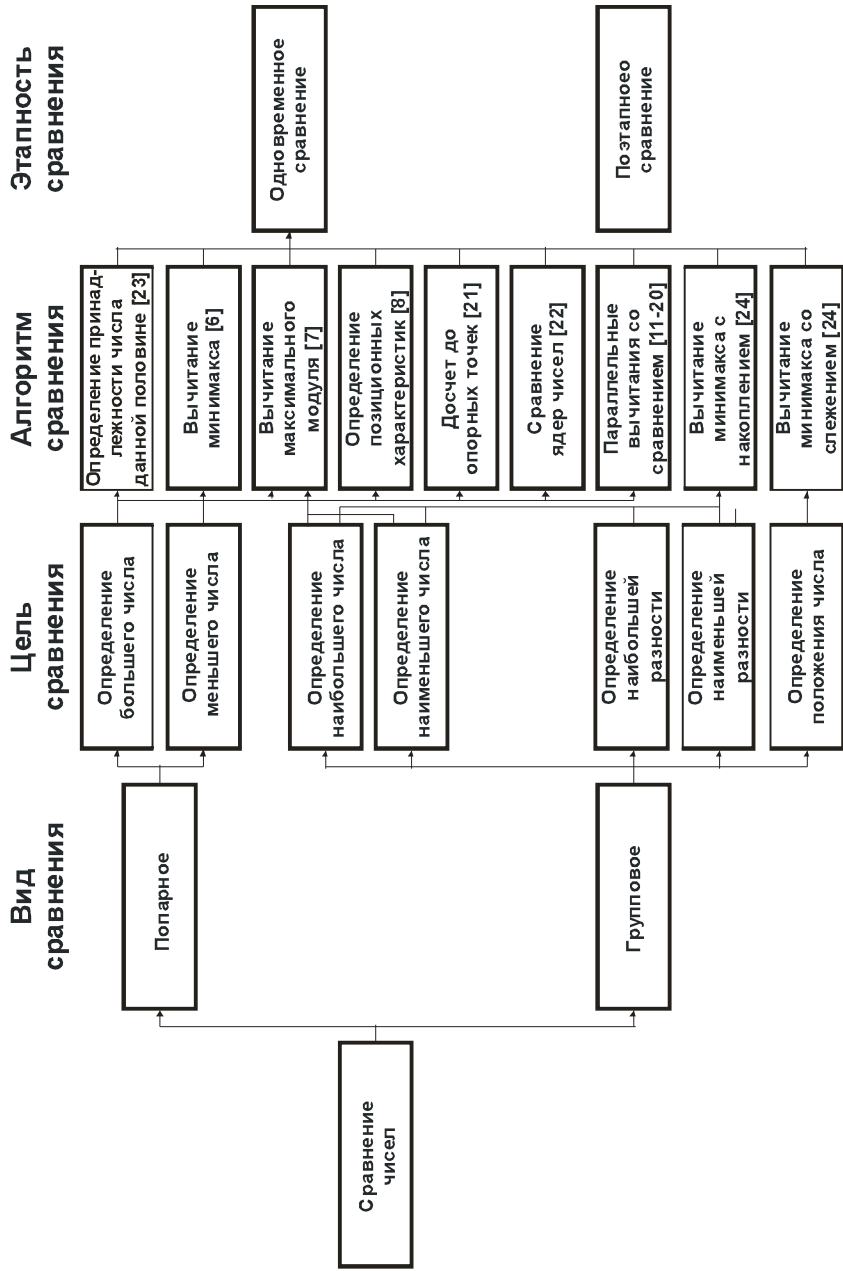 Вид
сравнения
Цель
сравнения
Алгоритм
сравнения
Этапность
сравнения
Сравнение
чисел
Попарное
Групповое
Определение
большего числа
Определение
меньшего числа
Определение
наибольшего числа
Определение
наименьшего числа
Определение
наибольшей
разности
Определение
наименьшей
разности
Определение
положения числа
Определение принад-
лежности числа
данной половине [23]
Вычитание
минимакса [6]
Вычитание
максимального
модуля [7]
Определение
позиционных
характеристик [8]
Досчет до
опорных точек [21]
Сравнение
ядер чисел [22]
Параллельные
вычитания со
сравнением [11-20]
Вычитание
минимакса с
накоплением [24]
Вычитание
минимакса со
слежением [24]
Одновременное
сравнение
Поэтапноео
сравнение